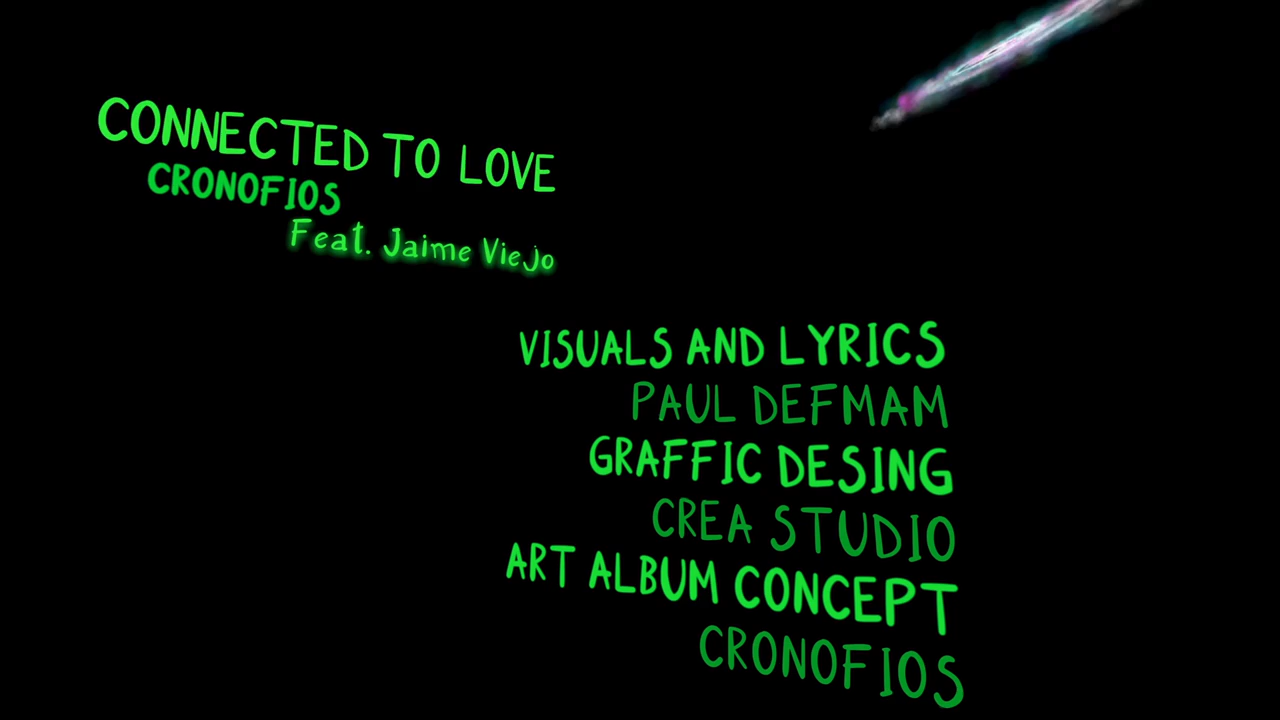 CONNECTED TO LOVE
CRONOFIOS
Feat. Jaime Viejo
VISUALS AND LYRICS
PAUL DEFMAM
GRAFFIC DESING
CREA STUDIO
ART ALBUM CONCEPT
CRONOFIOS